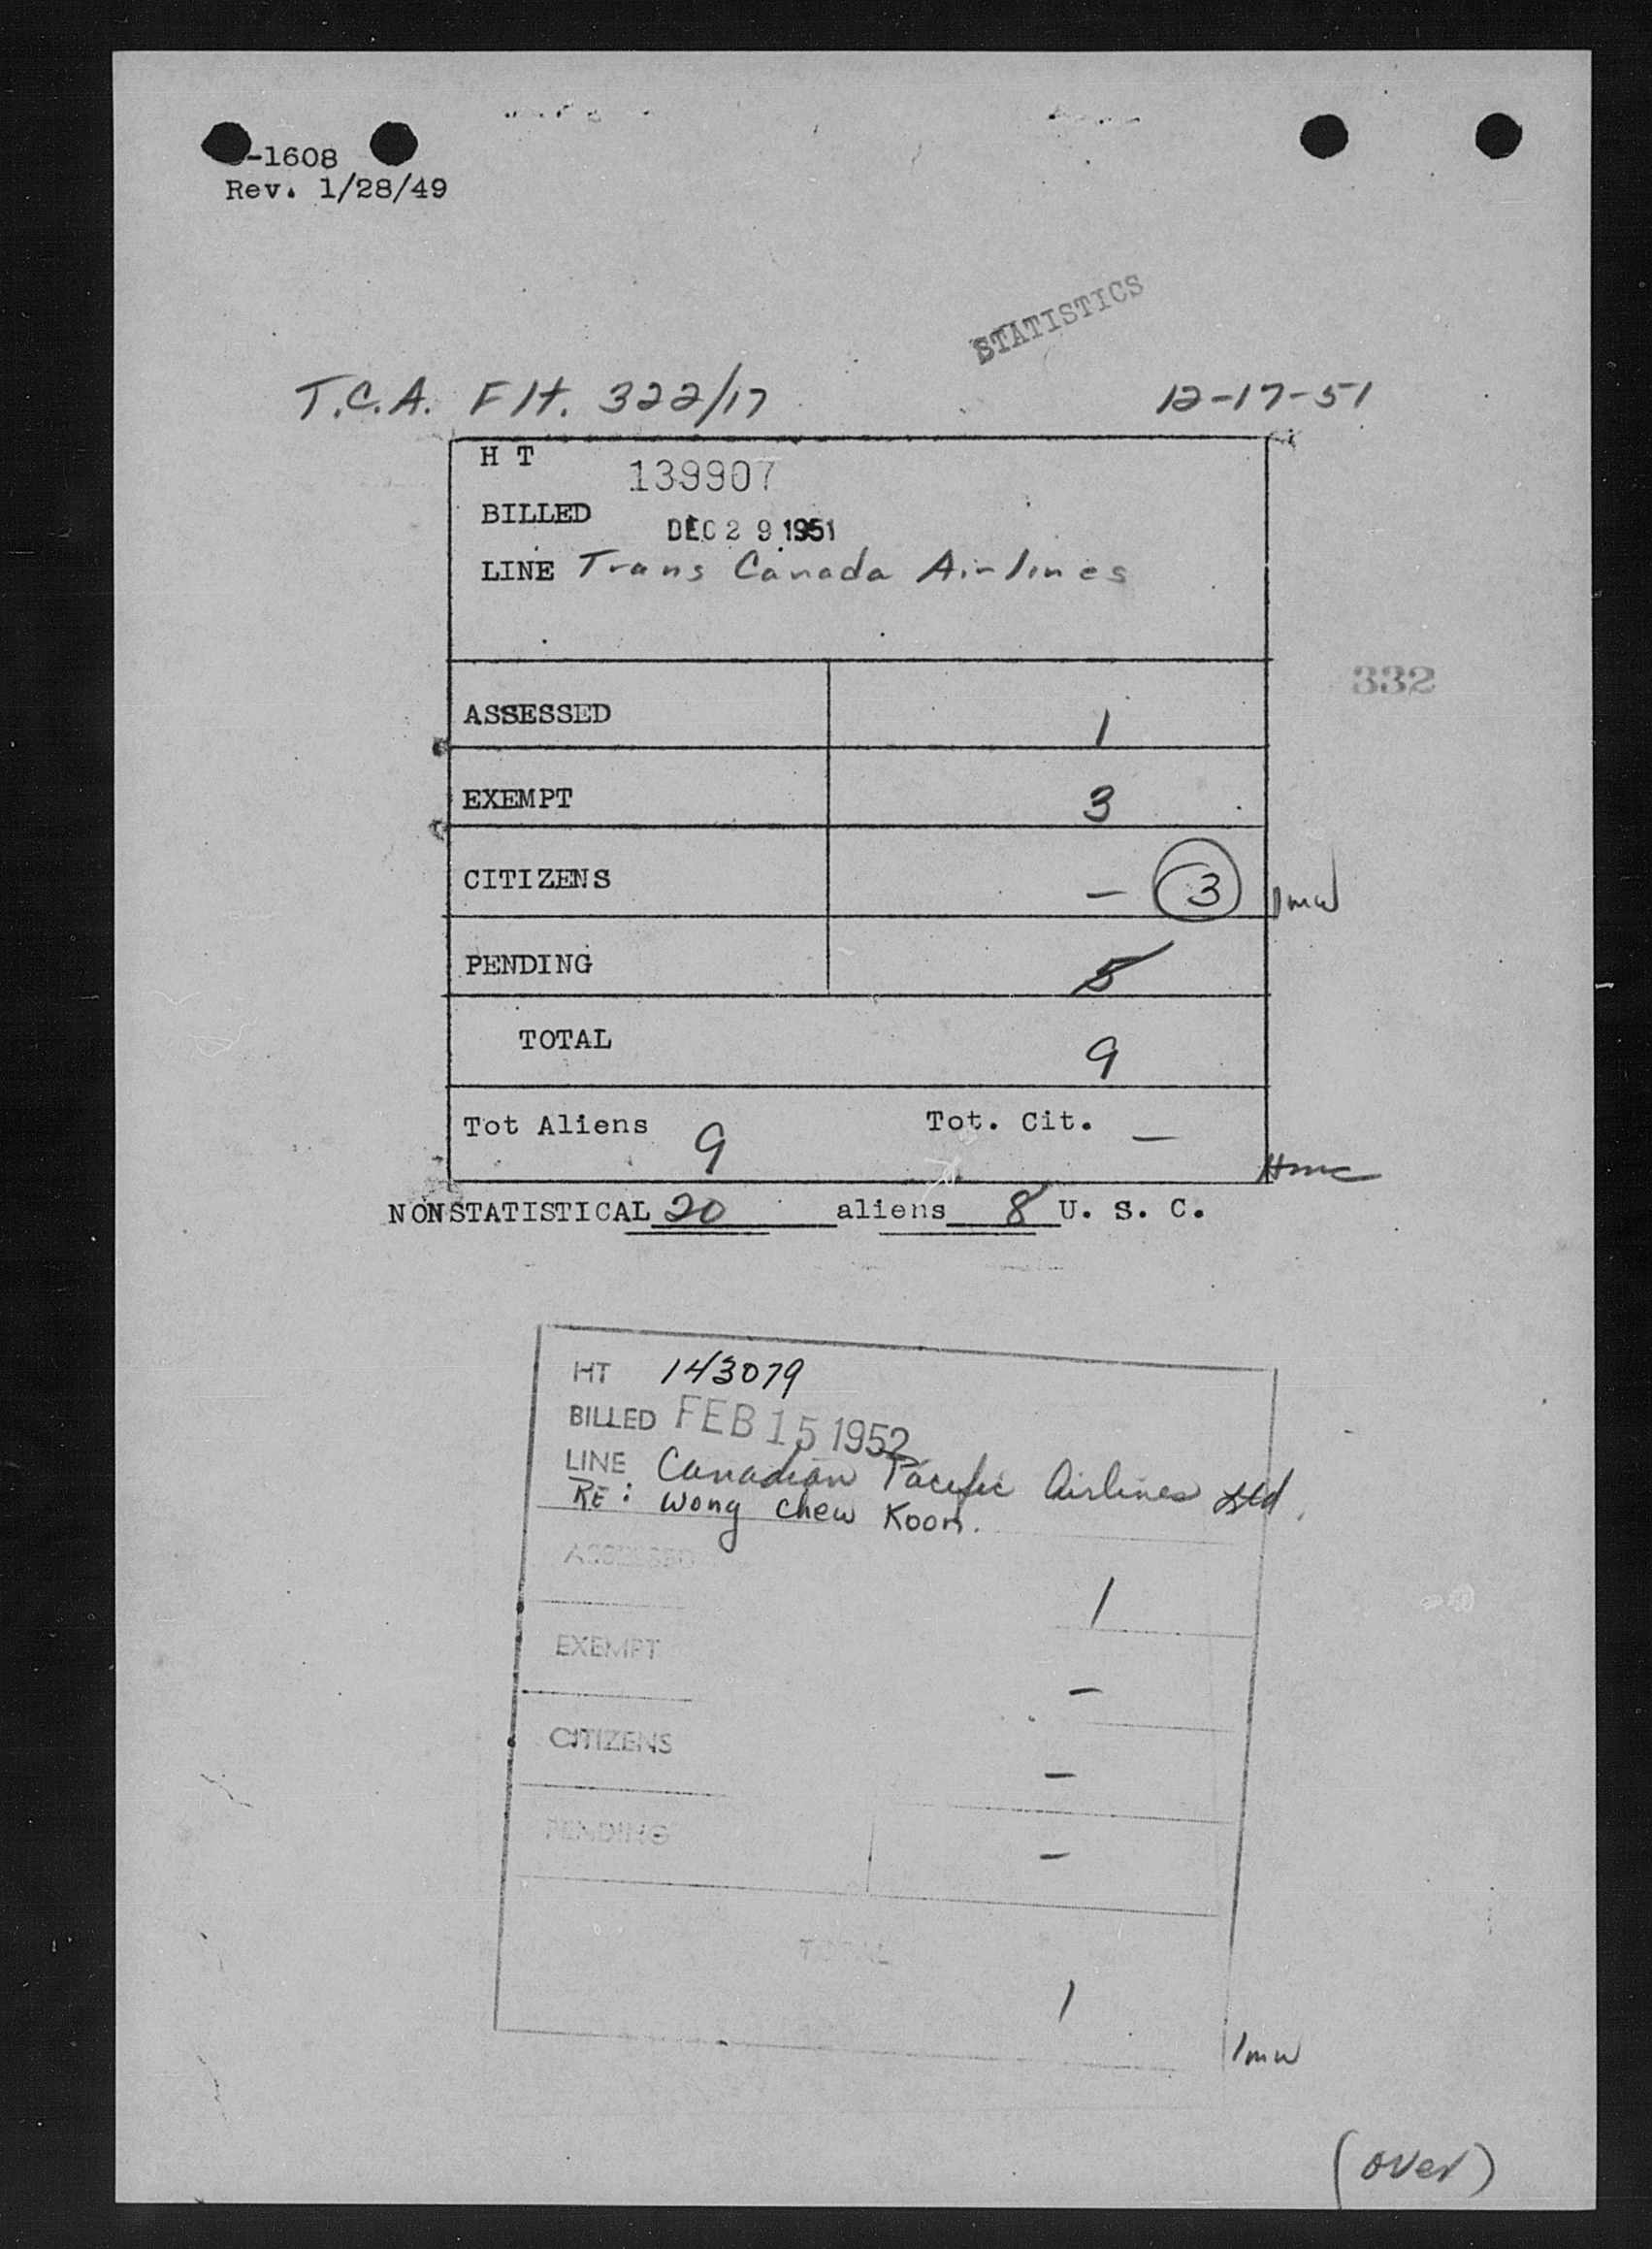 -1608
Rev. 1/28/49
STATISTICS
T.C.A. Flt. 322/17 12-17-51
H T 139907
BILLED DEC 29 1951
LINE Trans Canada Airlines
332
ASSESSED 1
EXEMPT 3
CITIZENS - 3
PENDING 5
TOTAL 9
Tot Aliens 9 Tot. Cit. -
NONSTATISTICAL 20 aliens 8 U. S. C.
HT 143079
BILLED FEB 15 1952
LINE Canadian Pacific Airlines Ltd.
RE: Wong Chew Koon.
ASSESSED 1
EXEMPT -
CITIZENS -
PENDING -
TOTAL 1
(over)